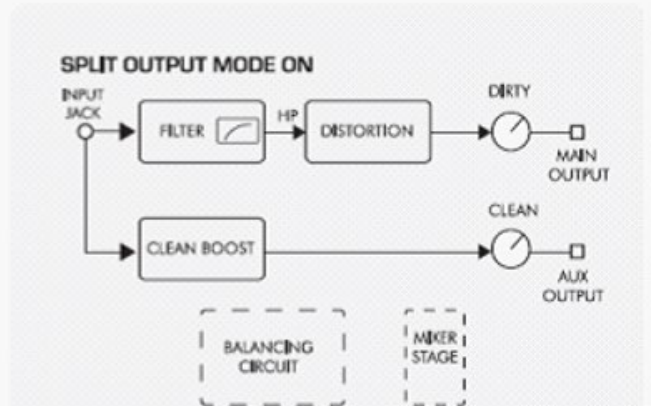 SPLIT OUTPUT MODE ON
INPUT
JACK
FILTER
HP
DISTORTION
DIRTY
MAIN
OUTPUT
CLEAN BOOST
CLEAN
AUX
OUTPUT
BALANCING
CIRCUIT
MIXER
STAGE